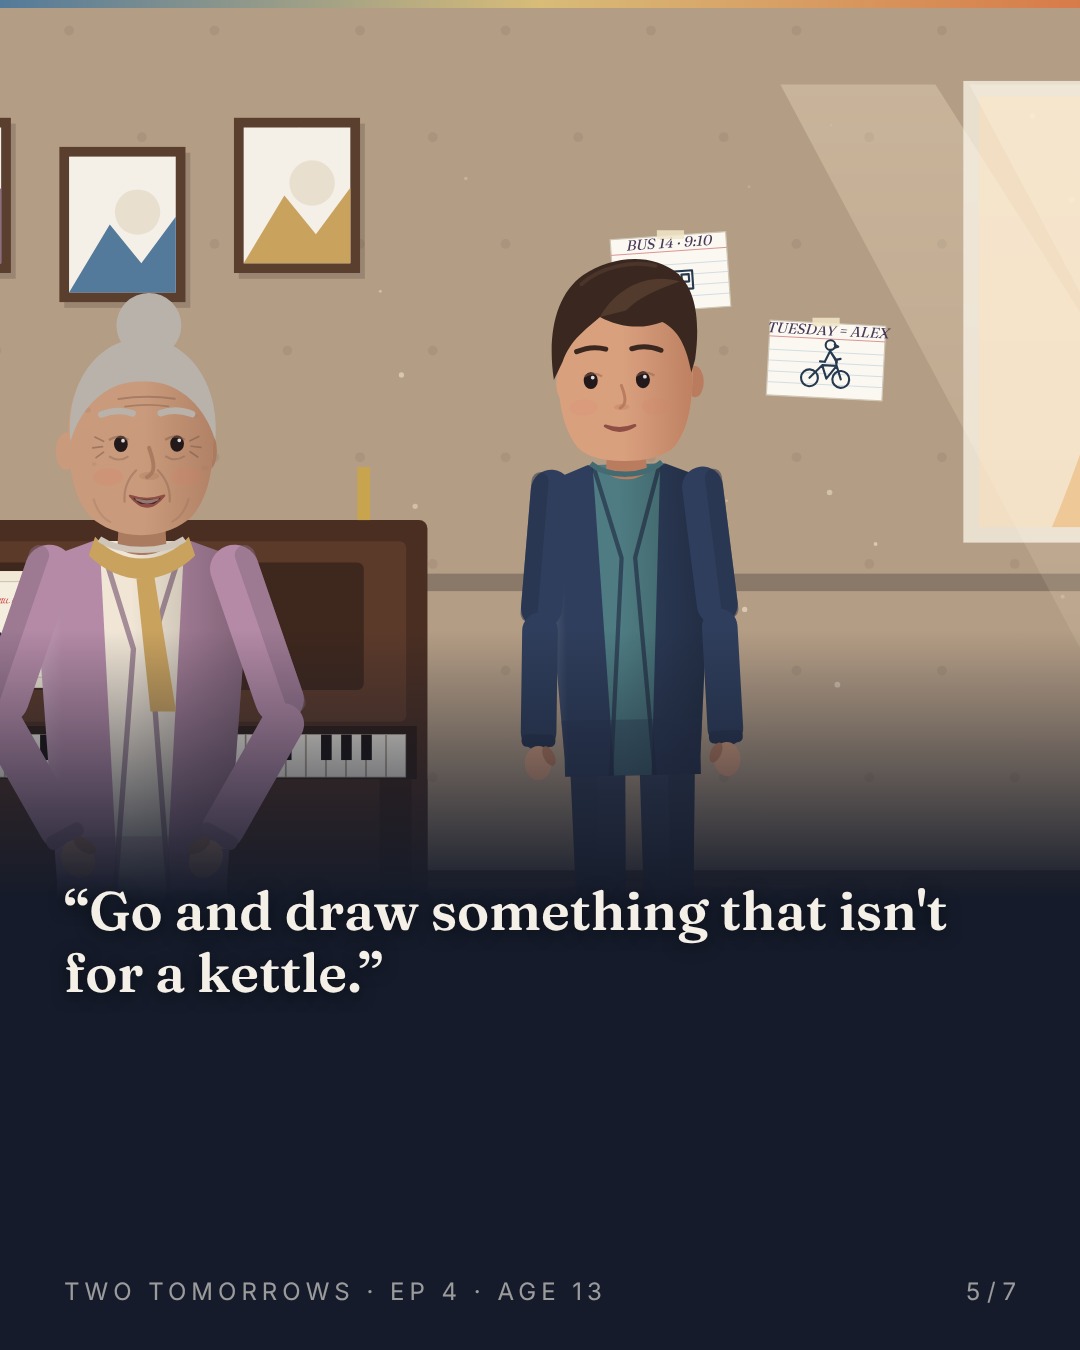 BUS 14 · 9:10
TUESDAY = ALEX
“Go and draw something that isn't
for a kettle.”
TWO TOMORROWS · EP 4 · AGE 13
5 / 7